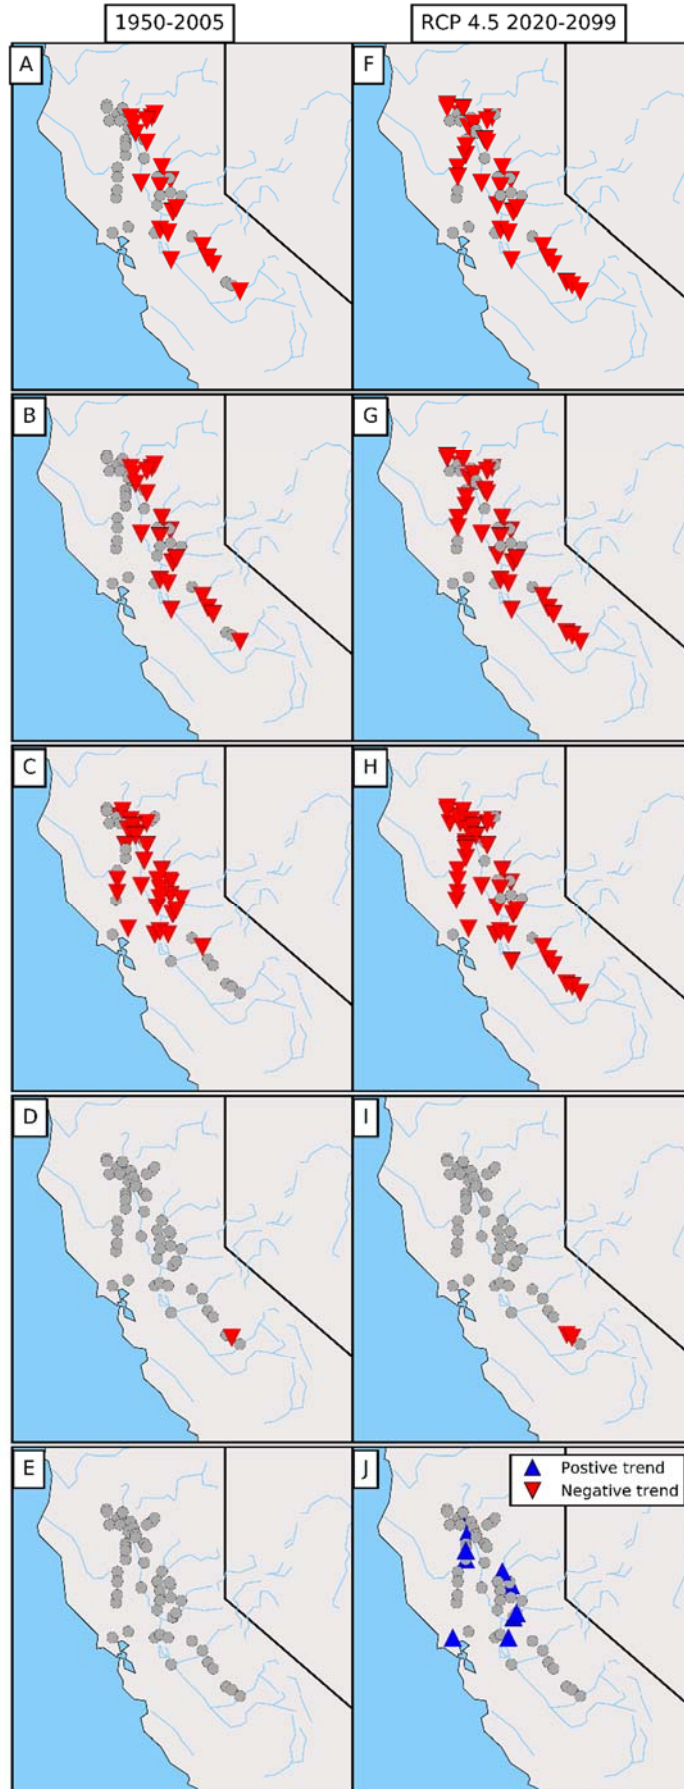 1950-2005
RCP 4.5 2020-2099
A
F
B
G
C
H
D
I
E
J
Postive trend
Negative trend